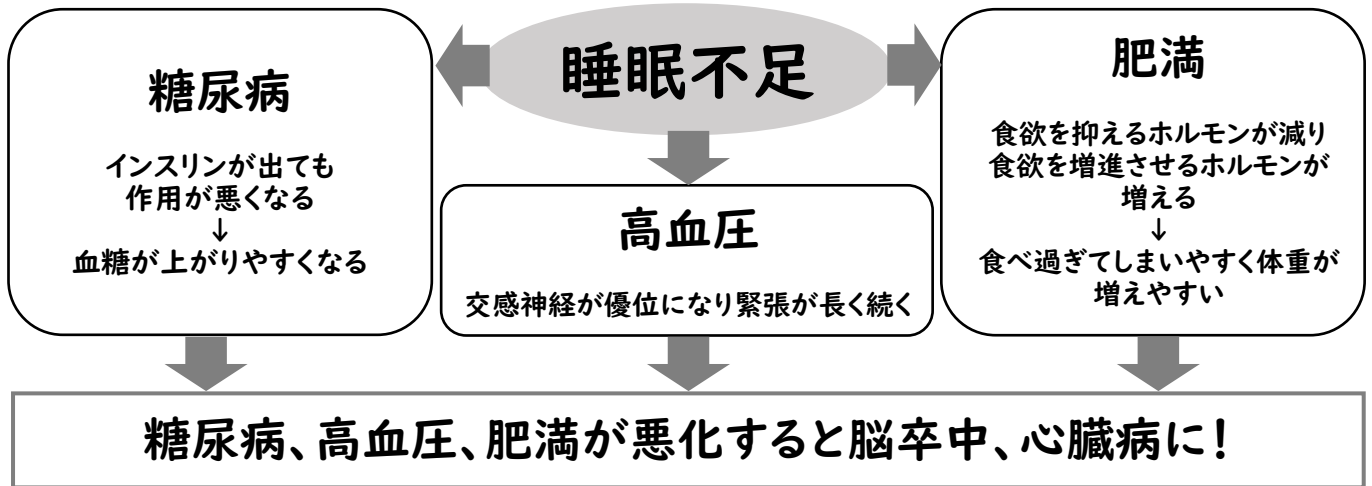 睡眠不足
糖尿病
インスリンが出ても
作用が悪くなる
↓
血糖が上がりやすくなる
高血圧
交感神経が優位になり緊張が長く続く
肥満
食欲を抑えるホルモンが減り
食欲を増進させるホルモンが
増える
↓
食べ過ぎてしまいやすく体重が
増えやすい
糖尿病、高血圧、肥満が悪化すると脳卒中、心臓病に!